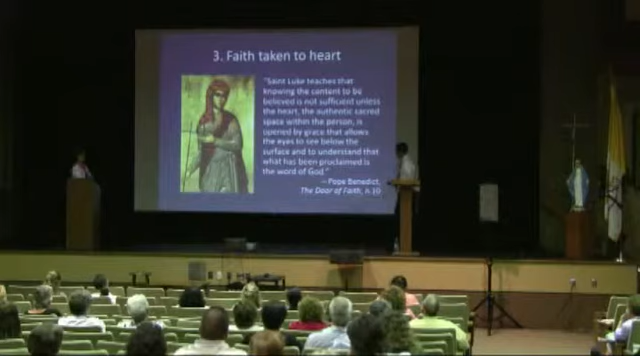 3. Faith taken to heart
"Saint Luke teaches that
knowing the content to be
believed is not sufficient unless
the heart, the authentic sacred
space within the person, is
opened by grace that allows
the eyes to see below the
surface and to understand that
what has been proclaimed is
the word of God."
– Pope Benedict,
The Door of Faith, n.10